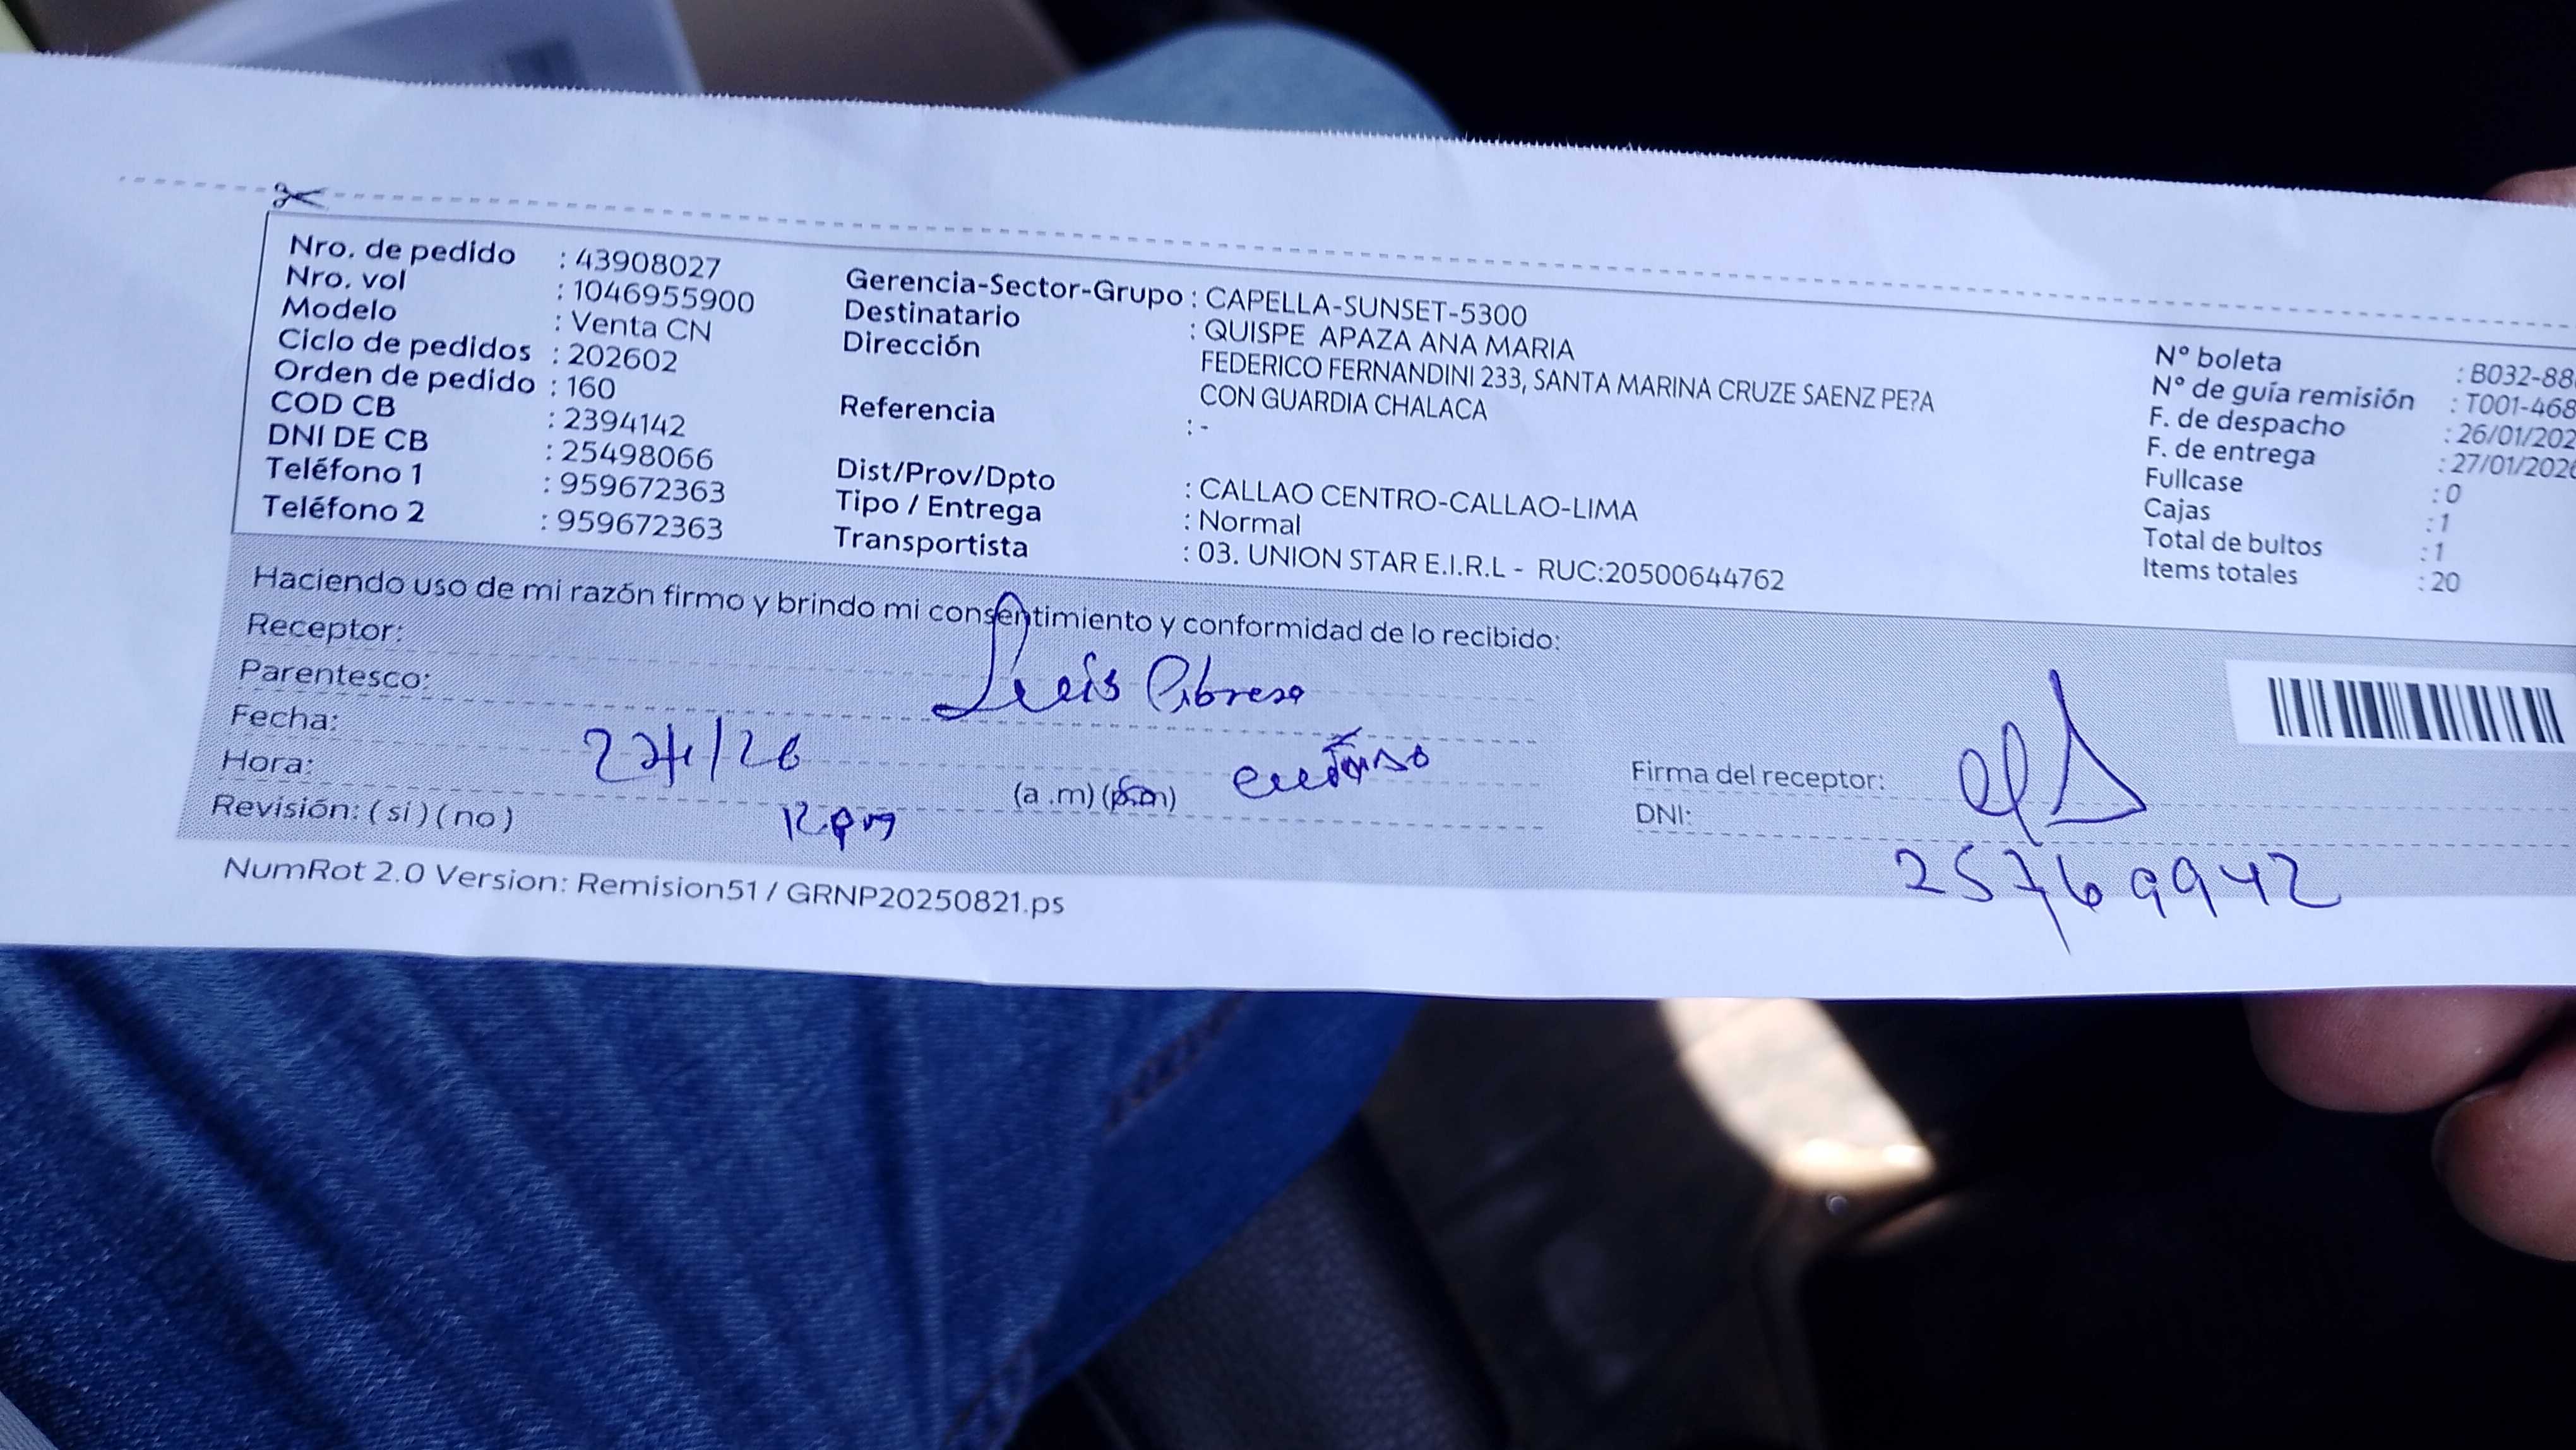 Nro. de pedido : 43908027
Nro. vol : 1046955900
Modelo : Venta CN
Ciclo de pedidos : 202602
Orden de pedido : 160
COD CB : 2394142
DNI DE CB : 25498066
Teléfono 1 : 959672363
Teléfono 2 : 959672363
Gerencia-Sector-Grupo : CAPELLA-SUNSET-5300
Destinatario : QUISPE APAZA ANA MARIA
Dirección FEDERICO FERNANDINI 233, SANTA MARINA CRUZE SAENZ PE?A
CON GUARDIA CHALACA
Referencia : -
Dist/Prov/Dpto : CALLAO CENTRO-CALLAO-LIMA
Tipo / Entrega : Normal
Transportista : 03. UNION STAR E.I.R.L - RUC:20500644762
N° boleta : B032-88
N° de guía remisión : T001-468
F. de despacho : 26/01/202
F. de entrega : 27/01/2026
Fullcase : 0
Cajas : 1
Total de bultos : 1
Items totales : 20
Haciendo uso de mi razón firmo y brindo mi consentimiento y conformidad de lo recibido:
Receptor: Luis
Parentesco:
Fecha:
Hora: (a .m) (p.m)
Revisión: ( si ) ( no ) 12 pm
Firma del receptor:
DNI: 25769942
NumRot 2.0 Version: Remision51 / GRNP20250821.ps